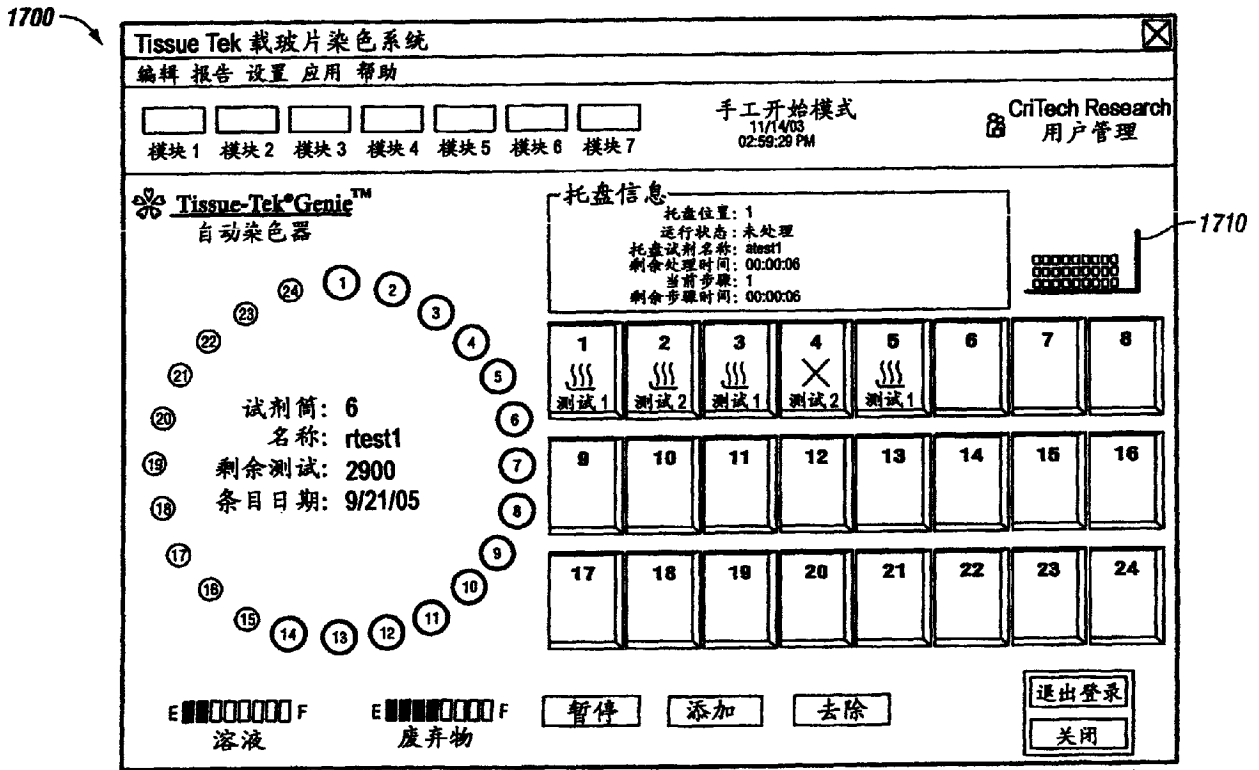 1700
Tissue Tek 载玻片染色系统
编辑 报告 设置 应用 帮助
模块 1 模块 2 模块 3 模块 4 模块 5 模块 6 模块 7
手工开始模式
11/14/03
02:59:29 PM
CriTech Research
用户管理
Tissue-Tek®Genie™
自动染色器
托盘信息
托盘位置: 1
运行状态: 未处理
托盘试剂名称: atest1
剩余处理时间: 00:00:06
当前步骤: 1
剩余步骤时间: 00:00:06
1710
1 2 3 4 5 6 7 8 9 10 11 12 13 14 15 16 17 18 19 20 21 22 23 24
试剂筒: 6
名称: rtest1
剩余测试: 2900
条目日期: 9/21/05
1 2 3 4 5 6 7 8
测试 1 测试 2 测试 1 测试 2 测试 1
9 10 11 12 13 14 15 16
17 18 19 20 21 22 23 24
E F
溶液
E F
废弃物
暂停 添加 去除
退出登录
关闭